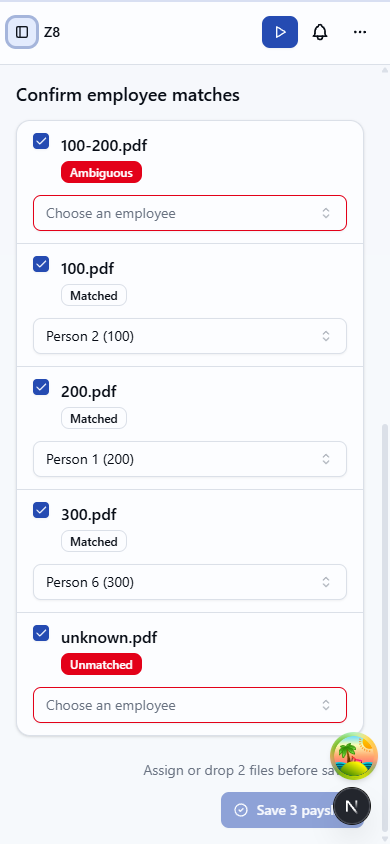 Z8
Confirm employee matches
100-200.pdf
Ambiguous
Choose an employee
100.pdf
Matched
Person 2 (100)
200.pdf
Matched
Person 1 (200)
300.pdf
Matched
Person 6 (300)
unknown.pdf
Unmatched
Choose an employee
Assign or drop 2 files before
Save 3
N